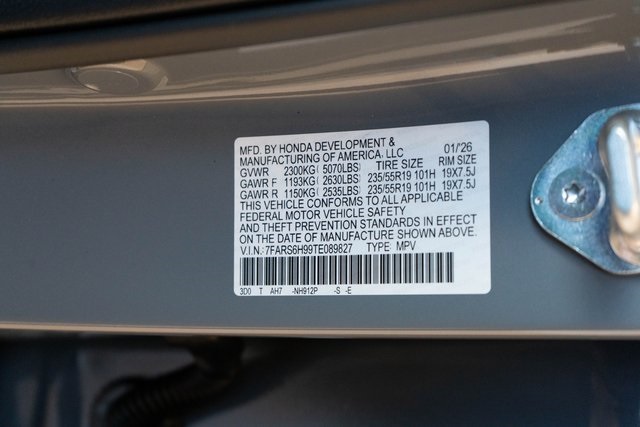 MFD. BY HONDA DEVELOPMENT &
MANUFACTURING OF AMERICA, LLC 01/26
GVWR 2300KG ( 5070LBS) TIRE SIZE RIM SIZE
GAWR F 1193KG ( 2630LBS) 235/55R19 101H 19X7.5J
GAWR R 1150KG ( 2535LBS) 235/55R19 101H 19X7.5J
THIS VEHICLE CONFORMS TO ALL APPLICABLE
FEDERAL MOTOR VEHICLE SAFETY
AND THEFT PREVENTION STANDARDS IN EFFECT
ON THE DATE OF MANUFACTURE SHOWN ABOVE.
V.I.N.: 7FARS6H99TE089827 TYPE: MPV
3D0 T AH7 -NH912P -S -E